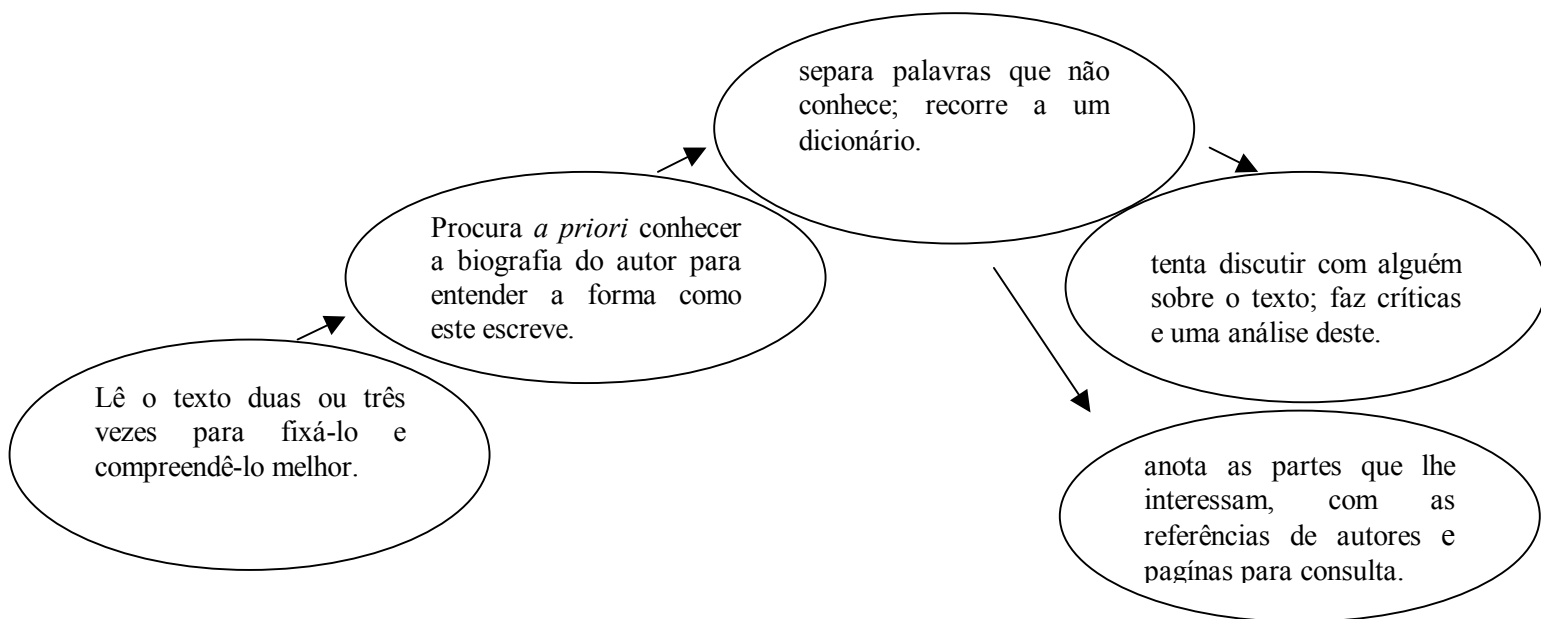 Lê o texto duas ou três
vezes para fixá-lo e
compreendê-lo melhor.
Procura a priori conhecer
a biografia do autor para
entender a forma como
este escreve.
separa palavras que não
conhece; recorre a um
dicionário.
tenta discutir com alguém
sobre o texto; faz críticas
e uma análise deste.
anota as partes que lhe
interessam, com as
referências de autores e
pagínas para consulta.